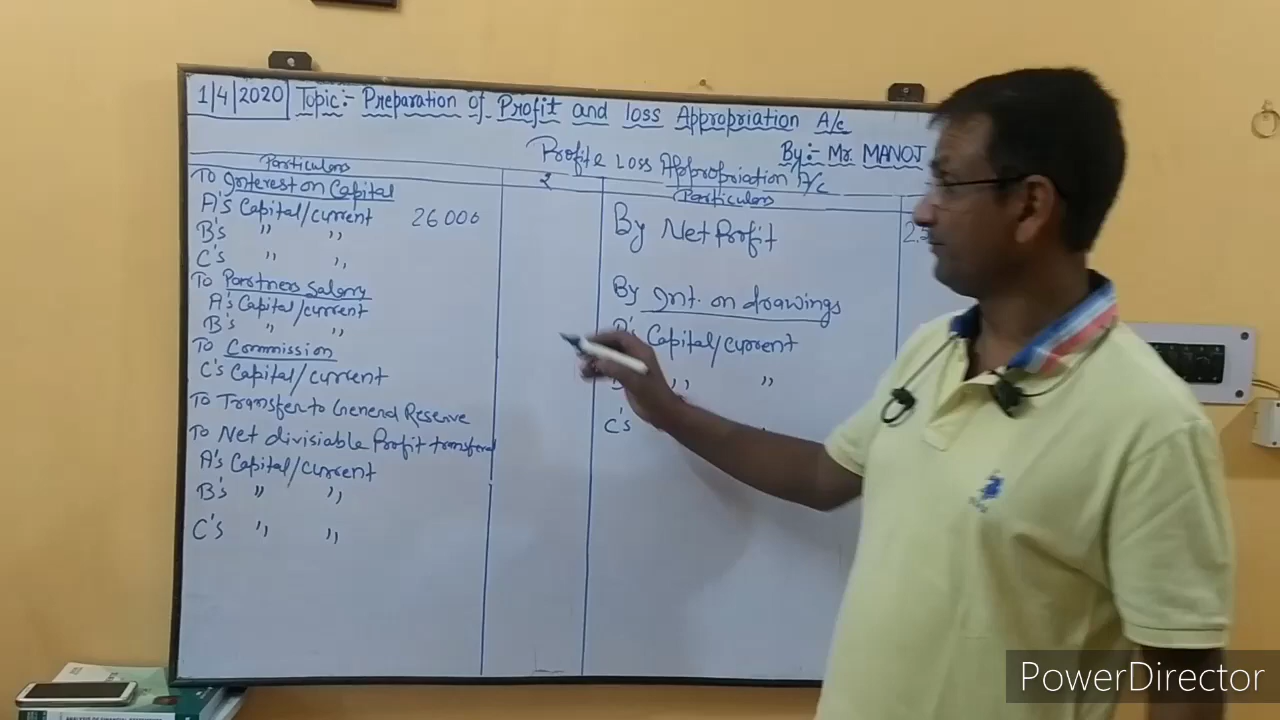 1/4/2020 Topic:- Preparation of Profit and loss Appropriation A/c
By:- Mr. MANOJ
Profit & Loss Appropriation A/c
Particulars ₹ Particulars
To Interest on Capital
A's Capital/current 26000
B's " "
C's " "
To Partners Salary
A's Capital/current
B's " "
To Commission
C's Capital/current
To Transfer to General Reserve
To Net divisiable Profit transferred
A's Capital/current
B's " "
C's " "
By Net Profit
By Int. on drawings
Capital/current
" "
C's
PowerDirector